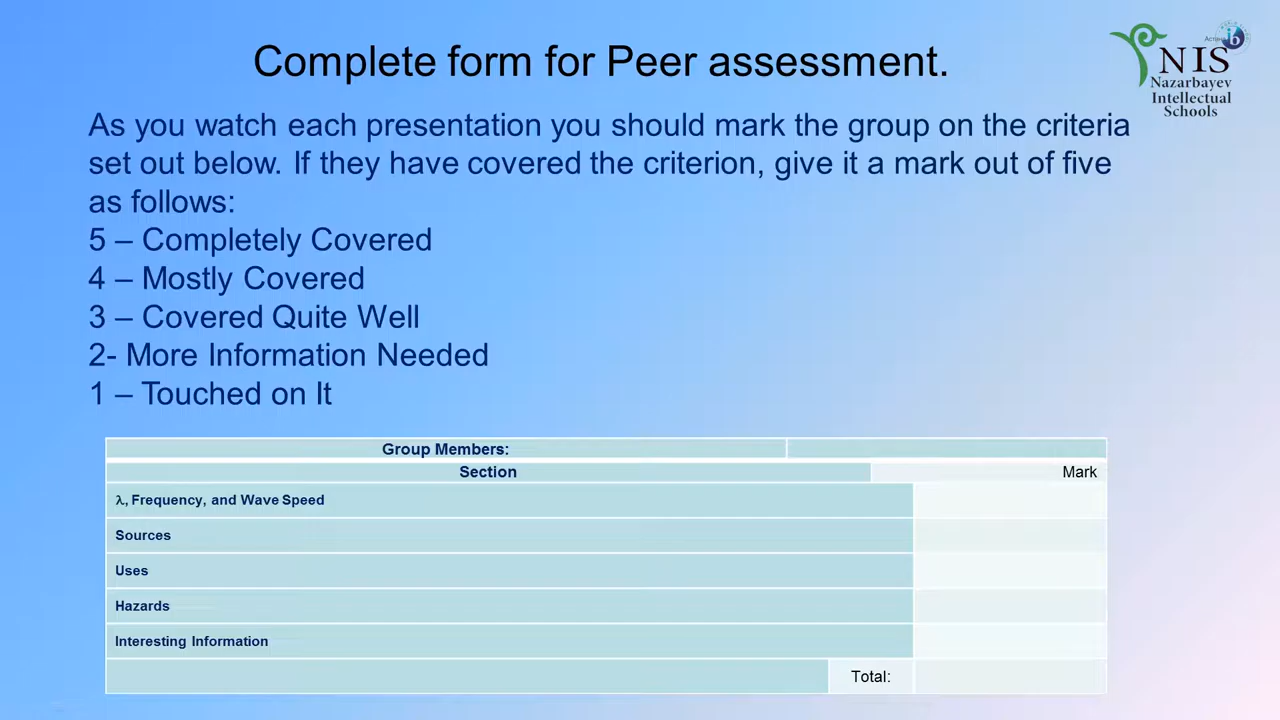 Complete form for Peer assessment.
NIS
Nazarbayev
Intellectual
Schools
As you watch each presentation you should mark the group on the criteria
set out below. If they have covered the criterion, give it a mark out of five
as follows:
5 – Completely Covered
4 – Mostly Covered
3 – Covered Quite Well
2- More Information Needed
1 – Touched on It
Group Members:
Section Mark
λ, Frequency, and Wave Speed
Sources
Uses
Hazards
Interesting Information
Total: